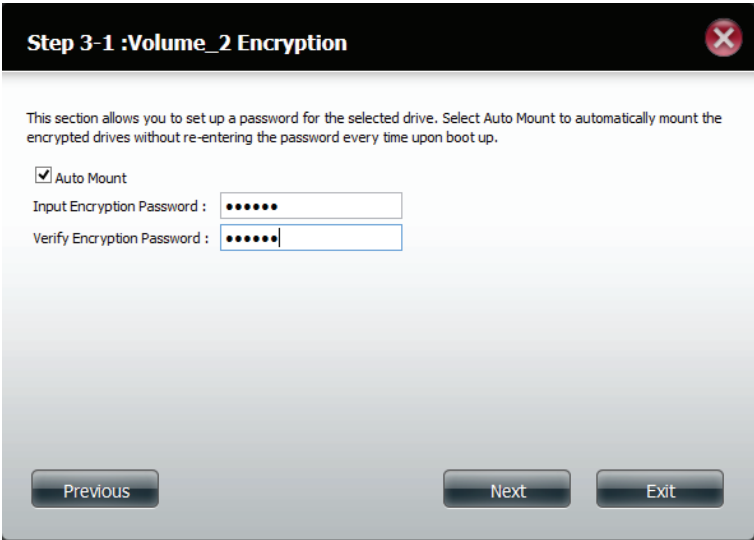 Step 3-1 :Volume_2 Encryption
This section allows you to set up a password for the selected drive. Select Auto Mount to automatically mount the
encrypted drives without re-entering the password every time upon boot up.
Auto Mount
Input Encryption Password : ••••••
Verify Encryption Password : ••••••
Previous Next Exit